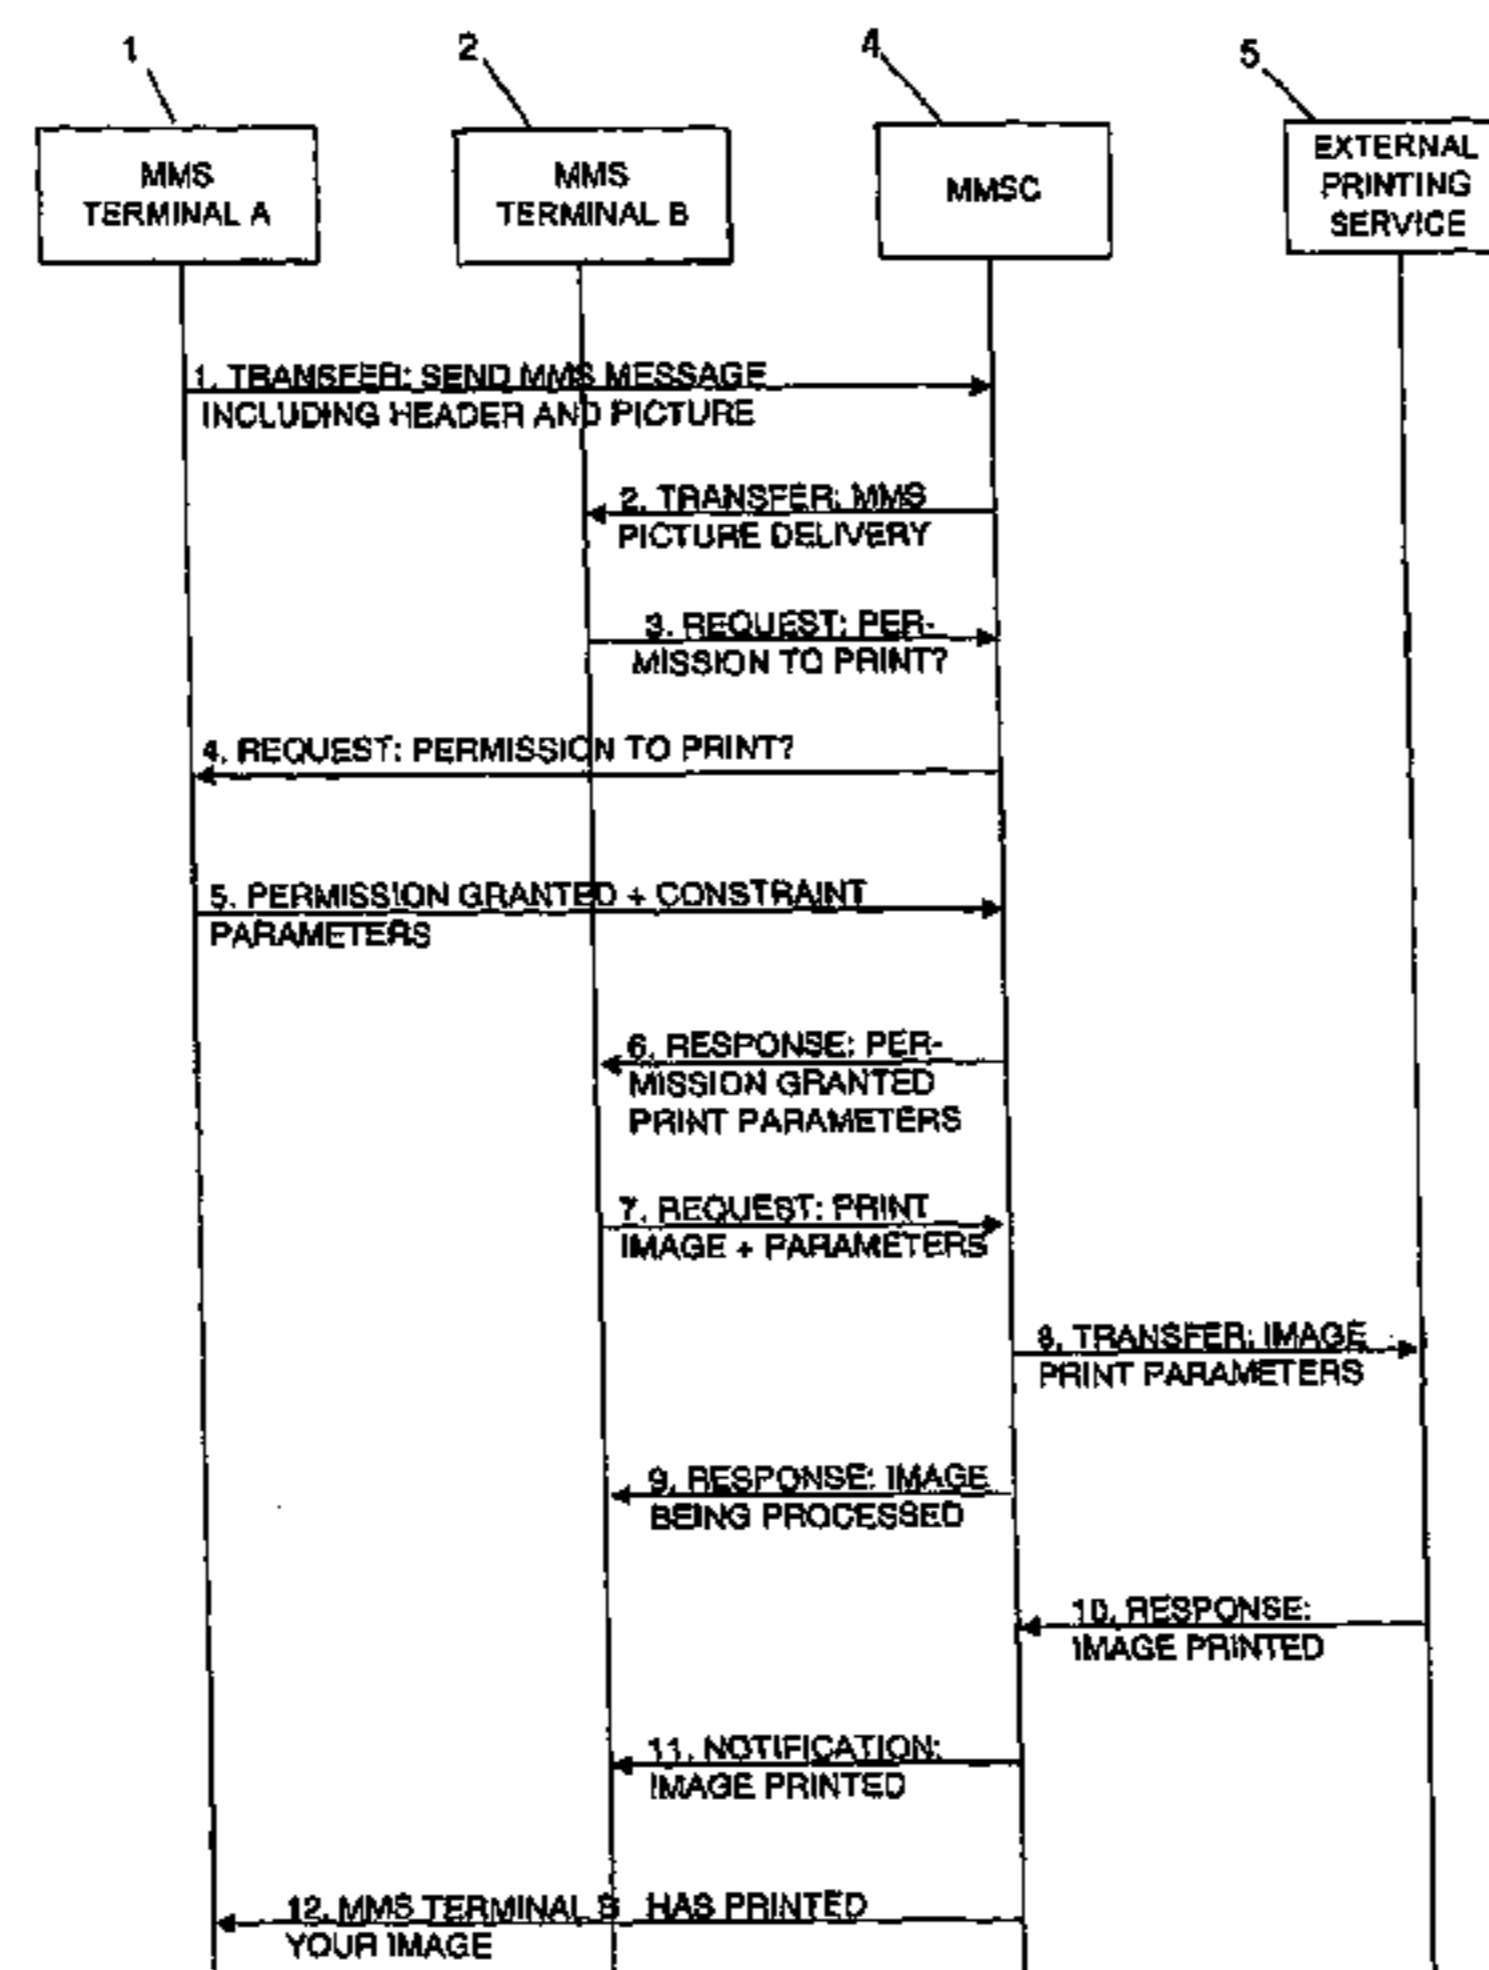 1
2
4
5
MMS
TERMINAL A
MMS
TERMINAL B
MMSC
EXTERNAL
PRINTING
SERVICE
1. TRANSFER: SEND MMS MESSAGE
INCLUDING HEADER AND PICTURE
2. TRANSFER: MMS
PICTURE DELIVERY
3. REQUEST: PER-
MISSION TO PRINT?
4. REQUEST: PERMISSION TO PRINT?
5. PERMISSION GRANTED + CONSTRAINT
PARAMETERS
6. RESPONSE: PER-
MISSION GRANTED
PRINT PARAMETERS
7. REQUEST: PRINT
IMAGE + PARAMETERS
8. TRANSFER: IMAGE
PRINT PARAMETERS
9. RESPONSE: IMAGE
BEING PROCESSED
10. RESPONSE:
IMAGE PRINTED
11. NOTIFICATION:
IMAGE PRINTED
12. MMS TERMINAL B HAS PRINTED
YOUR IMAGE